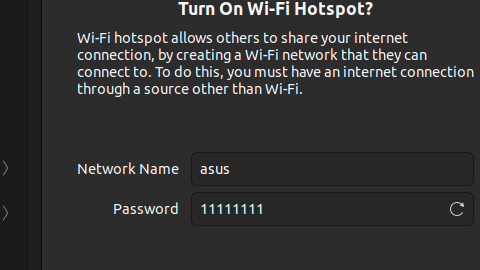 Turn On Wi-Fi Hotspot?
Wi-Fi hotspot allows others to share your internet
connection, by creating a Wi-Fi network that they can
connect to. To do this, you must have an internet connection
through a source other than Wi-Fi.
Network Name asus
Password 11111111